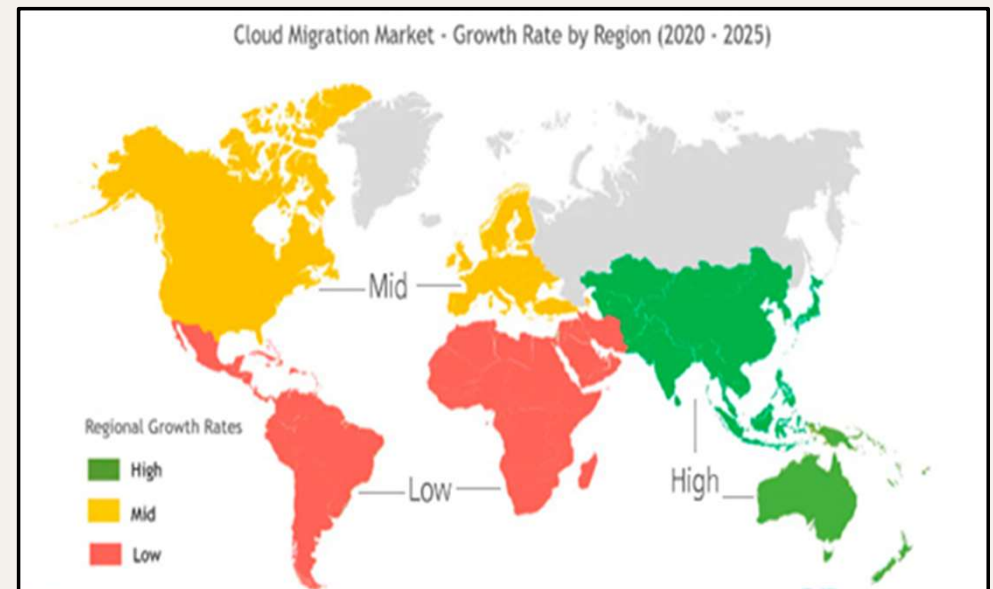 Cloud Migration Market - Growth Rate by Region (2020 - 2025)
Mid
Regional Growth Rates
High
Mid
Low
Low
High